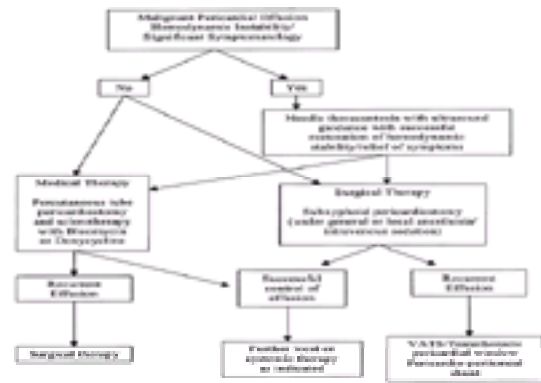 Malignant Pericardial Effusion
Hemodynamic Instability/
Significant Symptomatology
No
Yes
Needle thoracentesis with ultrasound
guidance with successful
restoration of hemodynamic
stability/relief of symptoms
Medical Therapy
Percutaneous tube
pericardiostomy
and sclerotherapy
with Bleomycin
or Doxycycline
Surgical Therapy
Subxyphoid pericardiostomy
(under general or local anesthesia/
intravenous sedation)
Recurrent
Effusion
Successful
control of
effusion
Recurrent
Effusion
Surgical therapy
Further local or
systemic therapy
as indicated
VATS/Transthoracic
pericardial window
Pericardio-peritoneal
shunt